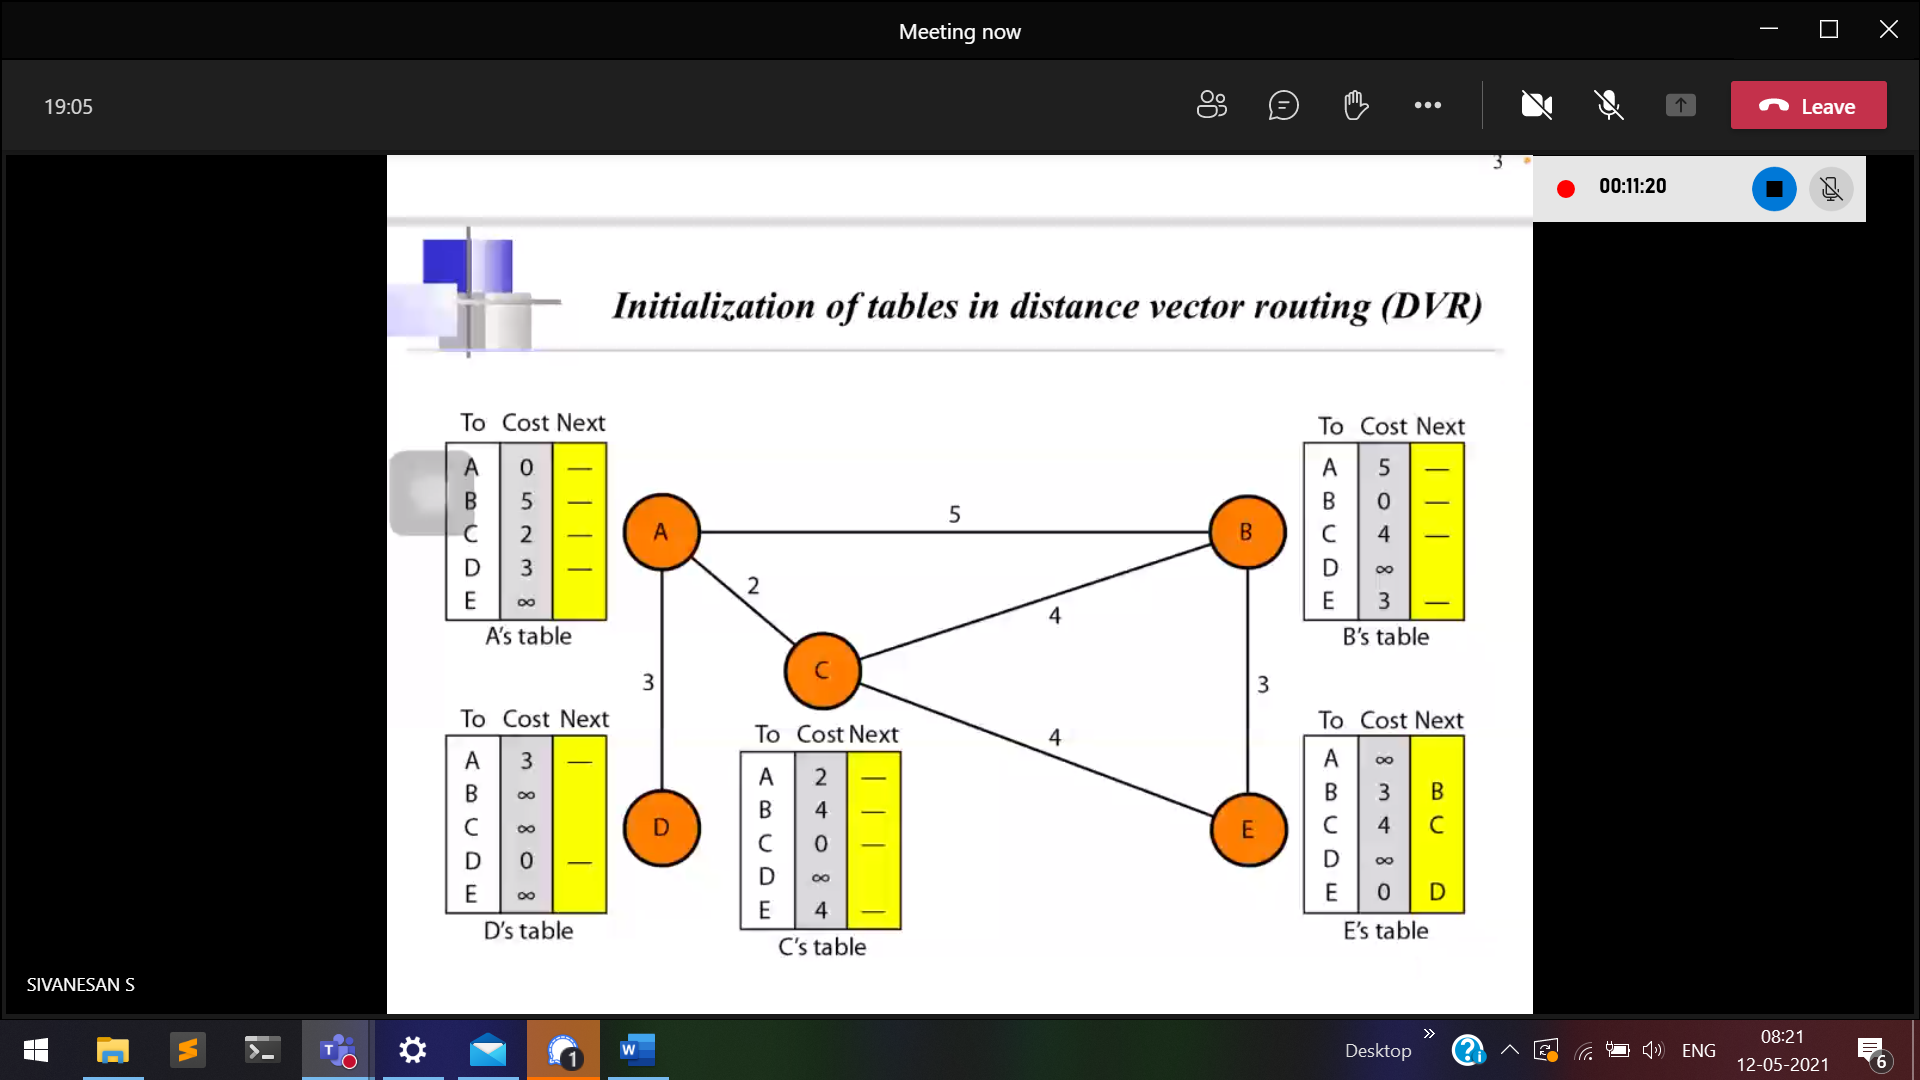 Meeting now
19:05
Leave
3
00:11:20
Initialization of tables in distance vector routing (DVR)
To Cost Next
A 0 —
B 5 —
C 2 —
D 3 —
E ∞
A's table
To Cost Next
A 5 —
B 0 —
C 4 —
D ∞
E 3 —
B's table
A
5
B
2
4
C
3
3
4
D
E
To Cost Next
A 3 —
B ∞
C ∞
D 0 —
E ∞
D's table
To Cost Next
A 2 —
B 4 —
C 0 —
D ∞
E 4 —
C's table
To Cost Next
A ∞
B 3 B
C 4 C
D ∞
E 0 D
E's table
SIVANESAN S
T
1
W
Desktop
»
ENG
08:21
12-05-2021
6